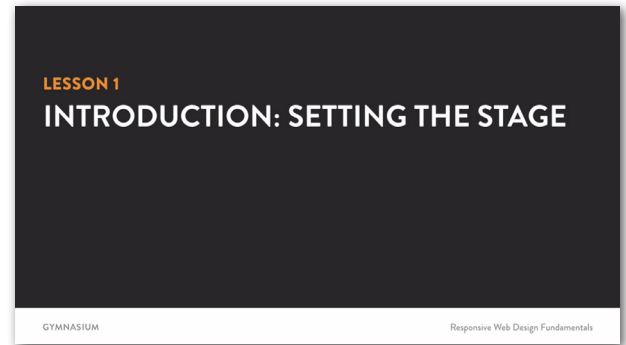 LESSON 1
INTRODUCTION: SETTING THE STAGE
GYMNASIUM
Responsive Web Design Fundamentals